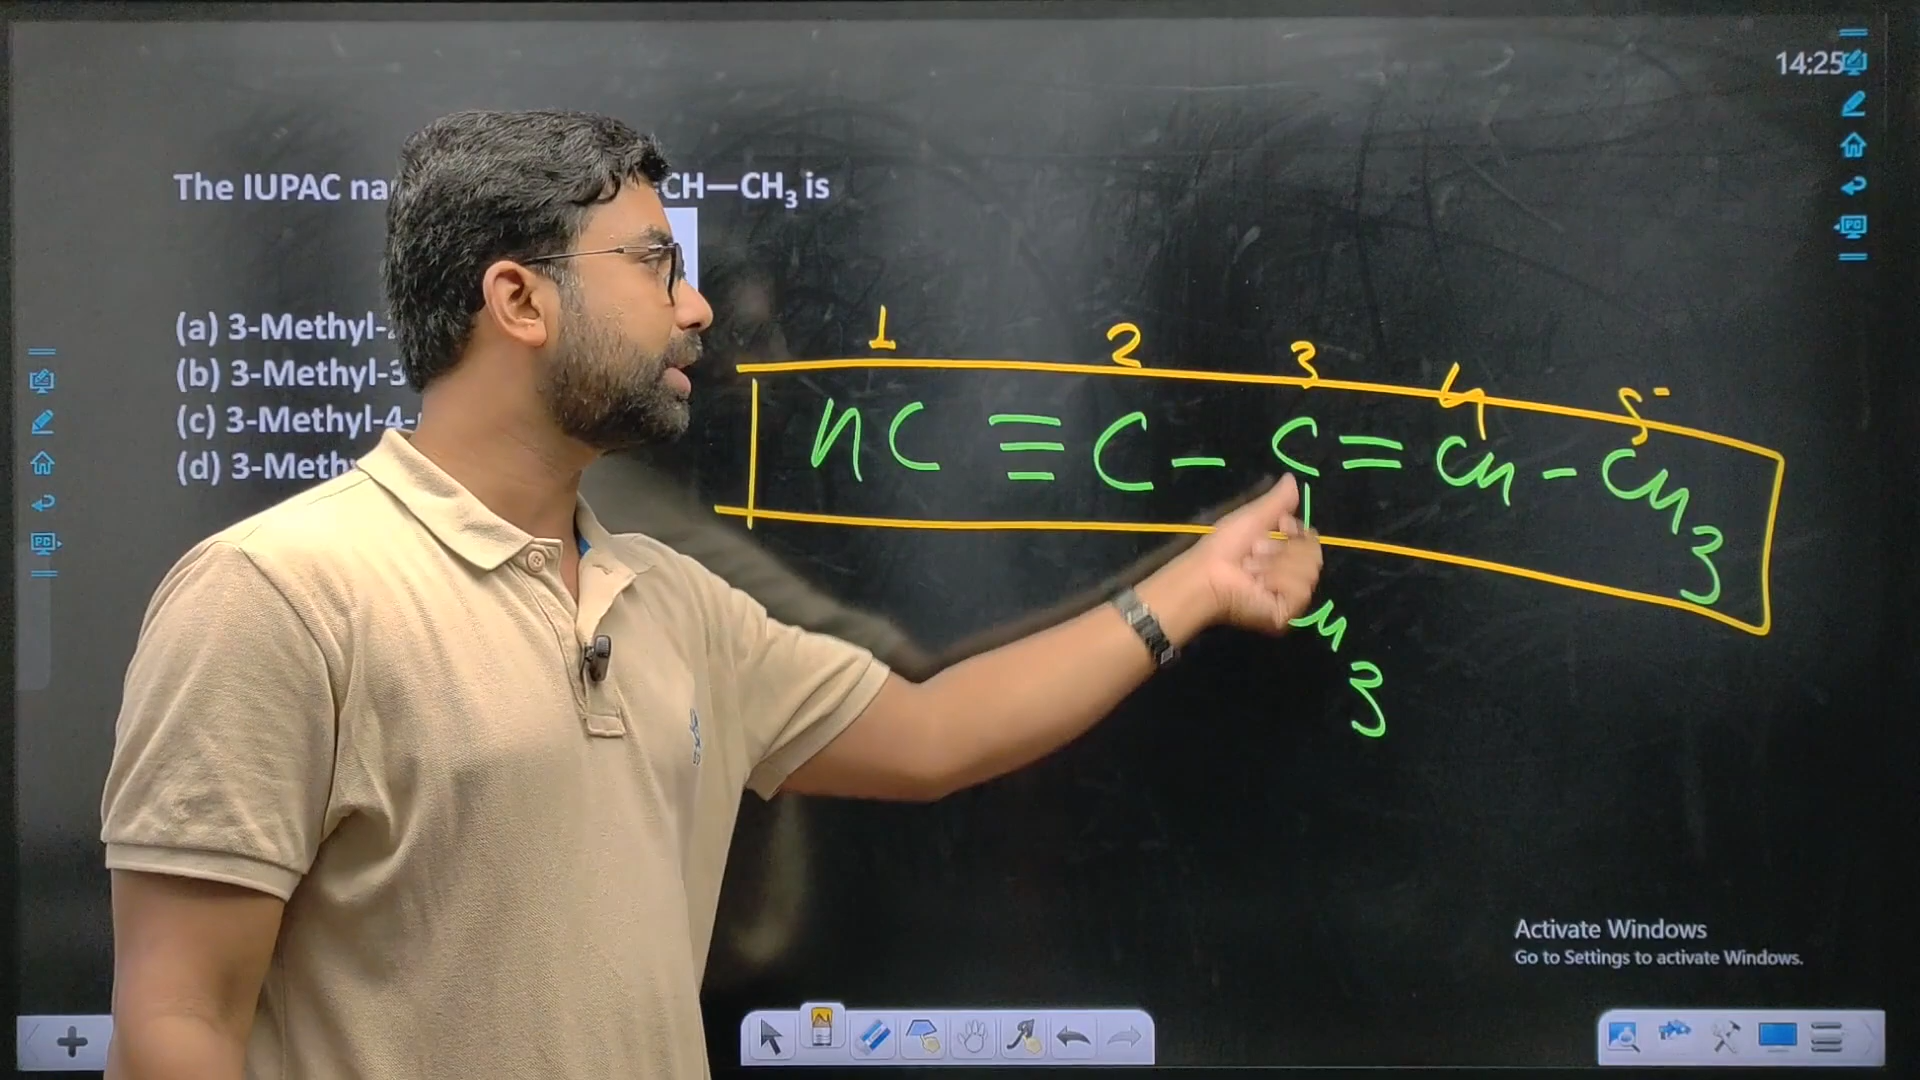 14:25
The IUPAC na CH—CH₃ is
(a) 3-Methyl-
(b) 3-Methyl-3
(c) 3-Methyl-4-
(d) 3-Meth
1 2 3 4 5
HC ≡ C - C = CH - CH₃
H₃
Activate Windows
Go to Settings to activate Windows.